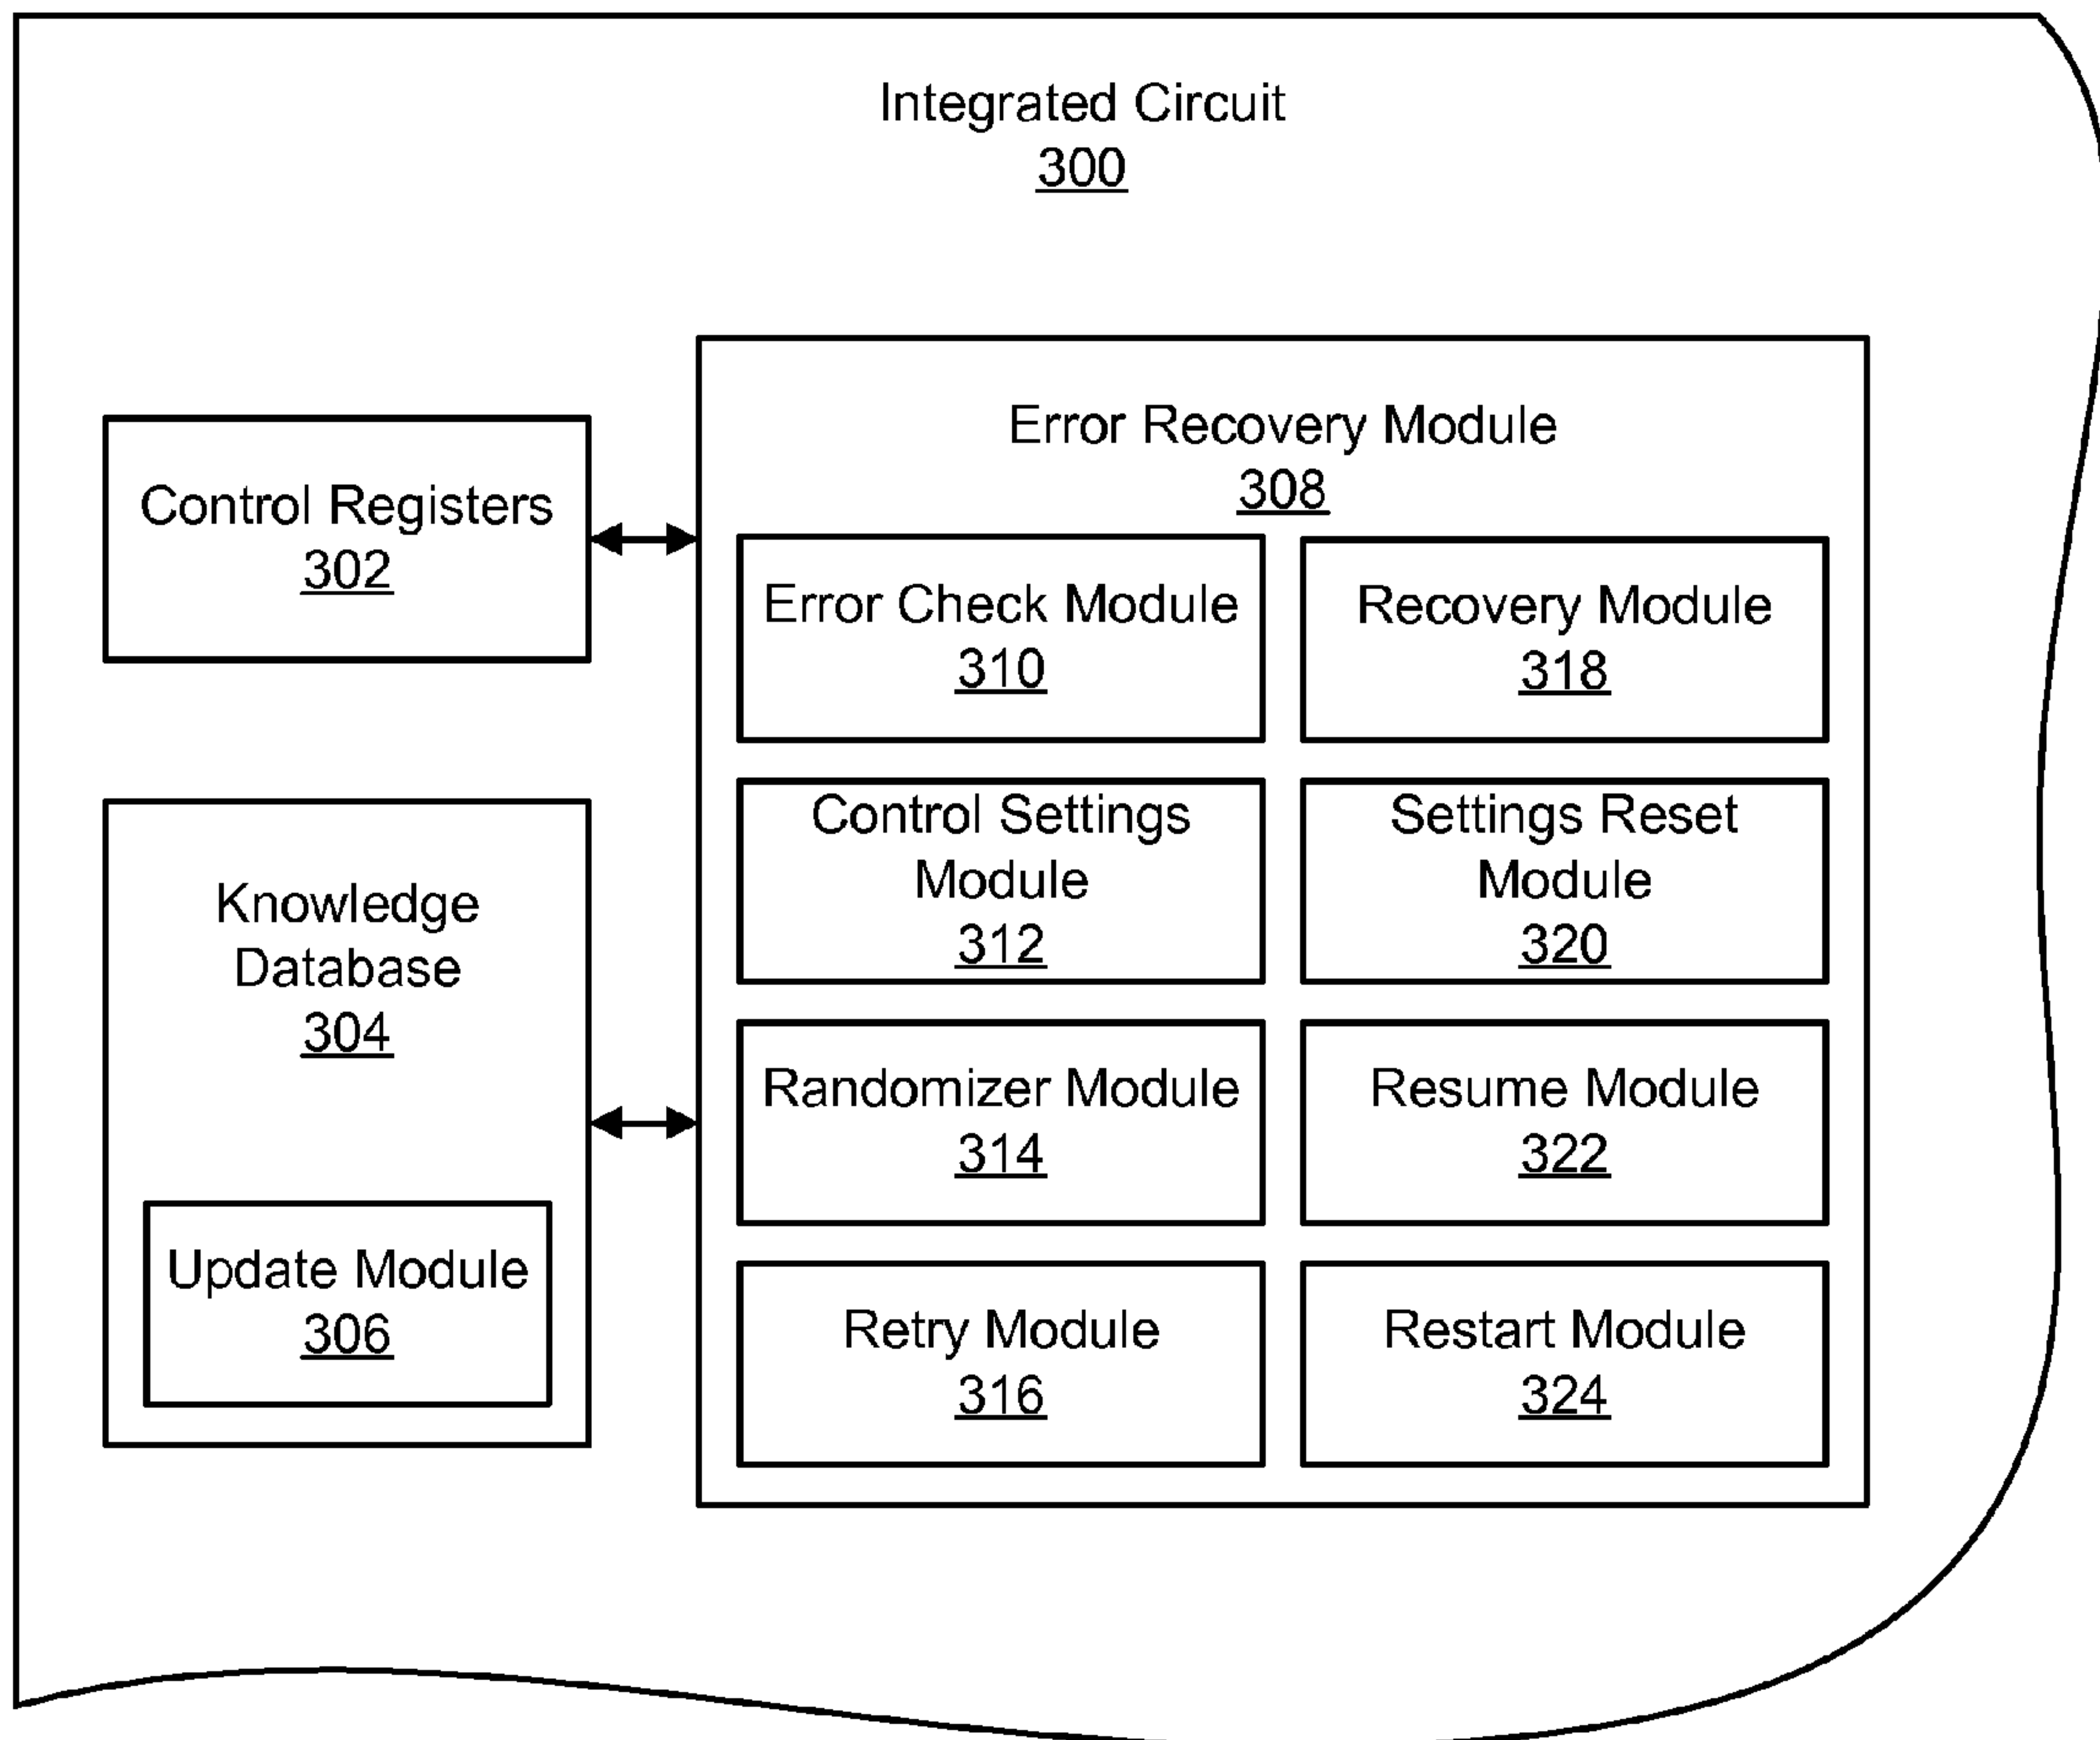 Integrated Circuit
300
Control Registers
302
Knowledge
Database
304
Update Module
306
Error Recovery Module
308
Error Check Module
310
Control Settings
Module
312
Randomizer Module
314
Retry Module
316
Recovery Module
318
Settings Reset
Module
320
Resume Module
322
Restart Module
324